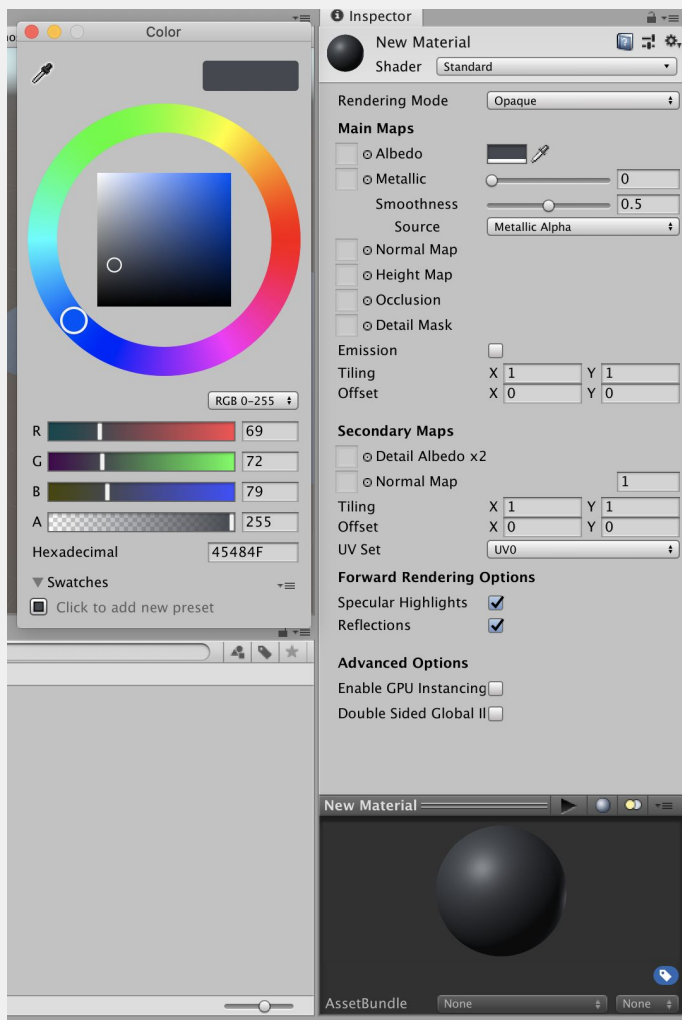 Color
RGB 0–255
R 69
G 72
B 79
A 255
Hexadecimal 45484F
Swatches
Click to add new preset
Inspector
New Material
Shader Standard
Rendering Mode Opaque
Main Maps
Albedo
Metallic 0
Smoothness 0.5
Source Metallic Alpha
Normal Map
Height Map
Occlusion
Detail Mask
Emission
Tiling X 1 Y 1
Offset X 0 Y 0
Secondary Maps
Detail Albedo x2
Normal Map 1
Tiling X 1 Y 1
Offset X 0 Y 0
UV Set UV0
Forward Rendering Options
Specular Highlights
Reflections
Advanced Options
Enable GPU Instancing
Double Sided Global Il
New Material
AssetBundle None None